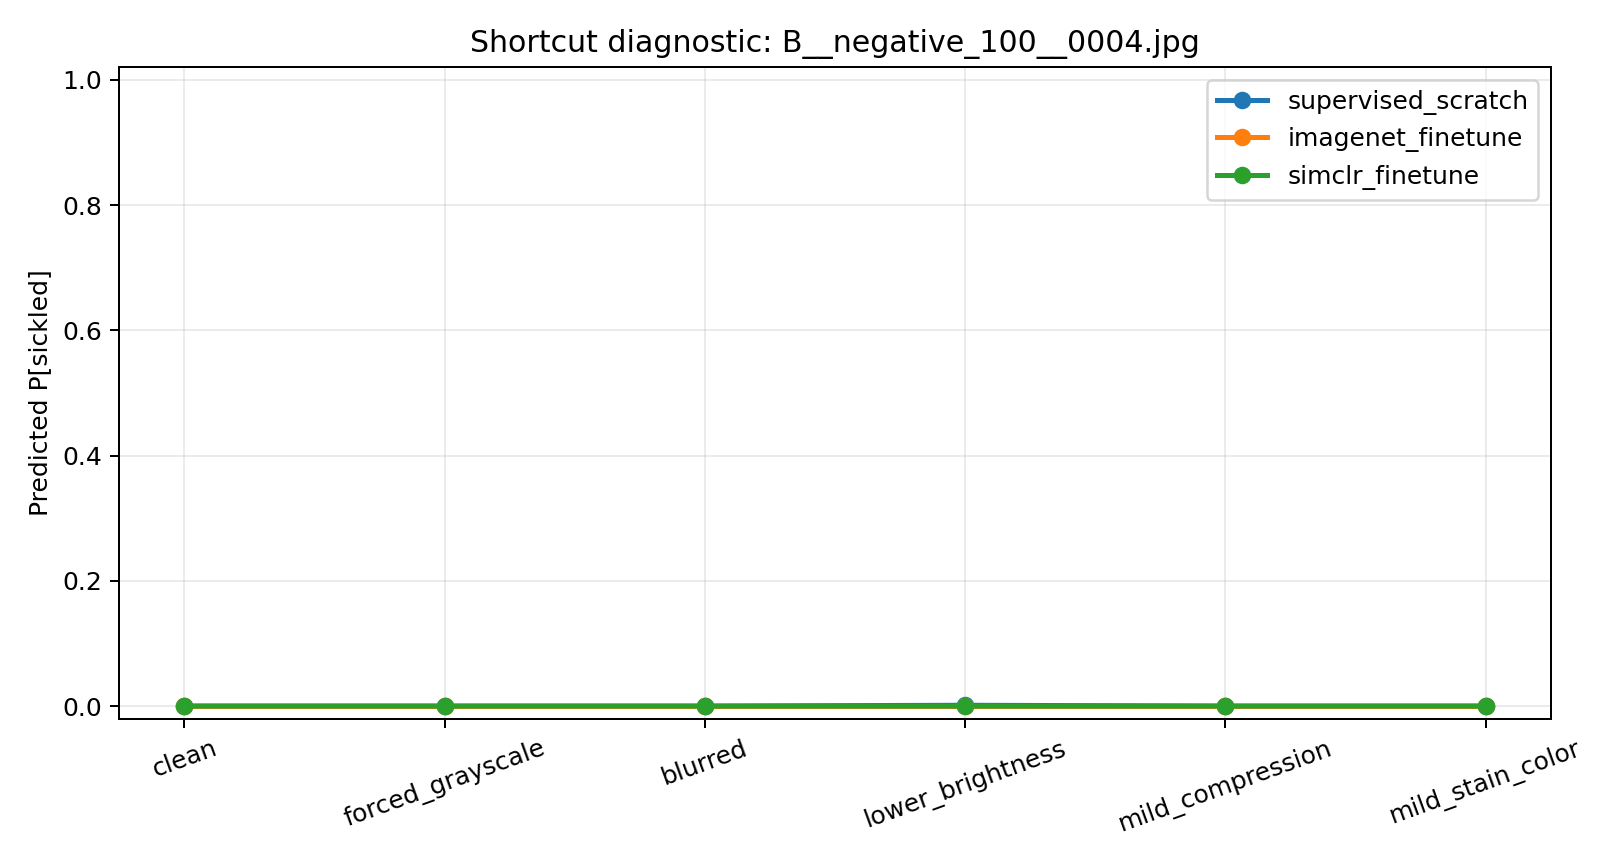 Shortcut diagnostic: B__negative_100__0004.jpg
supervised_scratch
imagenet_finetune
simclr_finetune
Predicted P[sickled]
1.0
0.8
0.6
0.4
0.2
0.0
clean
forced_grayscale
blurred
lower_brightness
mild_compression
mild_stain_color